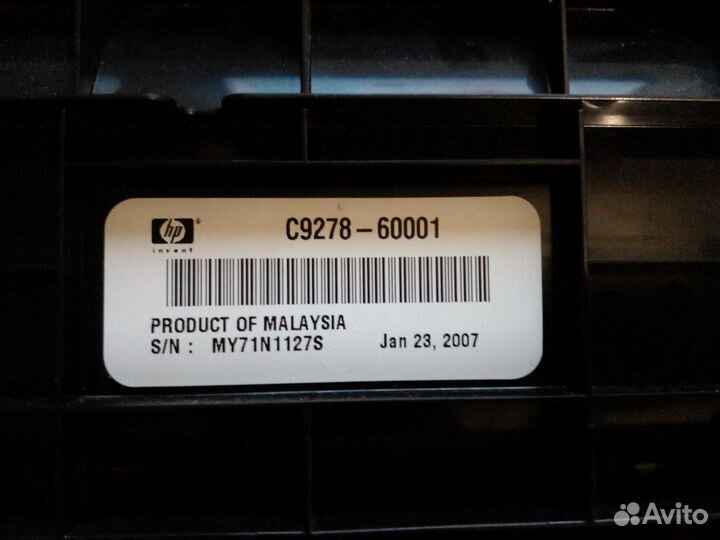 hp
invent
C9278-60001
PRODUCT OF MALAYSIA
S/N : MY71N1127S Jan 23, 2007
Avito